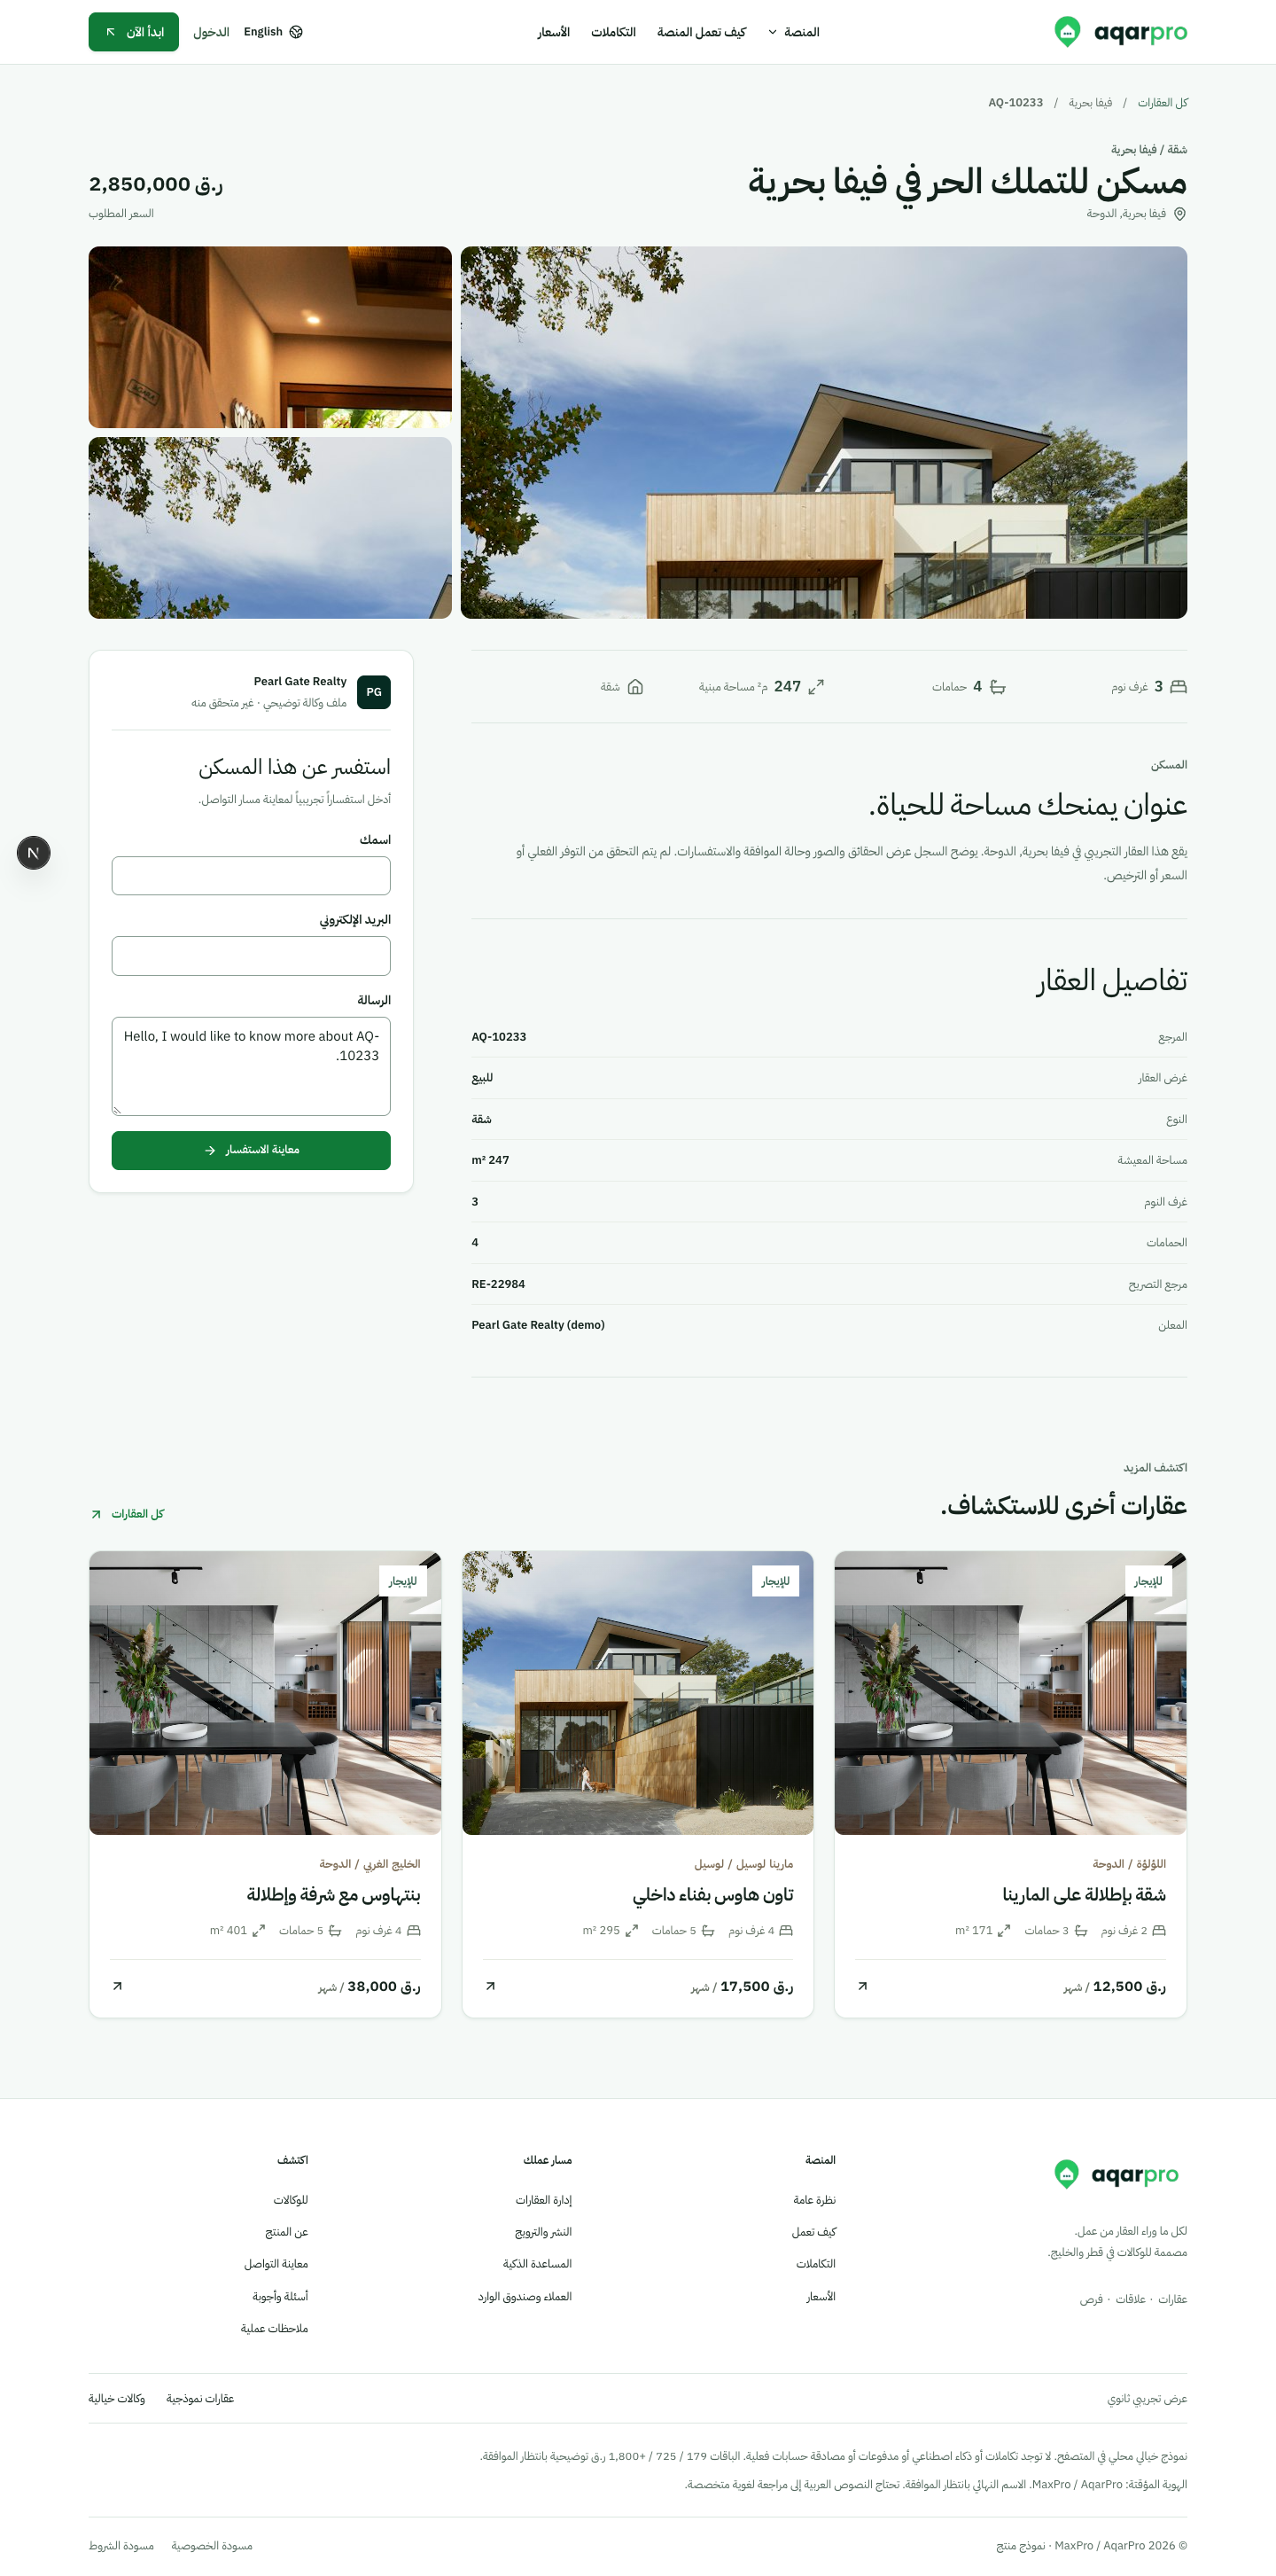 aqarpro
المنصة
كيف تعمل المنصة
التكاملات
الأسعار
English
الدخول
ابدأ الآن
كل العقارات / فيفا بحرية / AQ-10233
شقة / فيفا بحرية
مسكن للتملك الحر في فيفا بحرية
فيفا بحرية, الدوحة
ر.ق 2,850,000
السعر المطلوب
3 غرف نوم
4 حمامات
247 م² مساحة مبنية
شقة
المسكن
عنوان يمنحك مساحة للحياة.
يقع هذا العقار التجريبي في فيفا بحرية, الدوحة. يوضح السجل عرض الحقائق والصور وحالة الموافقة والاستفسارات. لم يتم التحقق من التوفر الفعلي أو
السعر أو الترخيص.
تفاصيل العقار
المرجع AQ-10233
غرض العقار للبيع
النوع شقة
مساحة المعيشة 247 m²
غرف النوم 3
الحمامات 4
مرجع التصريح RE-22984
المعلن Pearl Gate Realty (demo)
PG
Pearl Gate Realty
ملف وكالة توضيحي · غير متحقق منه
استفسر عن هذا المسكن
أدخل استفساراً تجريبياً لمعاينة مسار التواصل.
اسمك
البريد الإلكتروني
الرسالة
Hello, I would like to know more about AQ-
10233.
معاينة الاستفسار
N
اكتشف المزيد
عقارات أخرى للاستكشاف.
كل العقارات
للإيجار
اللؤلؤة / الدوحة
شقة بإطلالة على المارينا
2 غرف نوم 3 حمامات 171 m²
ر.ق 12,500 / شهر
للإيجار
مارينا لوسيل / لوسيل
تاون هاوس بفناء داخلي
4 غرف نوم 5 حمامات 295 m²
ر.ق 17,500 / شهر
للإيجار
الخليج الغربي / الدوحة
بنتهاوس مع شرفة وإطلالة
4 غرف نوم 5 حمامات 401 m²
ر.ق 38,000 / شهر
aqarpro
لكل ما وراء العقار من عمل.
مصممة للوكالات في قطر والخليج.
عقارات · علاقات · فرص
المنصة
نظرة عامة
كيف تعمل
التكاملات
الأسعار
مسار عملك
إدارة العقارات
النشر والترويج
المساعدة الذكية
العملاء وصندوق الوارد
اكتشف
للوكالات
عن المنتج
معاينة التواصل
أسئلة وأجوبة
ملاحظات عملية
عرض تجريبي ثانوي
عقارات نموذجية
وكالات خيالية
نموذج خيالي محلي في المتصفح. لا توجد تكاملات أو ذكاء اصطناعي أو مدفوعات أو مصادقة حسابات فعلية. الباقات 179 / 725 / +1,800 ر.ق توضيحية بانتظار الموافقة.
الهوية المؤقتة: MaxPro / AqarPro. الاسم النهائي بانتظار الموافقة. تحتاج النصوص العربية إلى مراجعة لغوية متخصصة.
© 2026 MaxPro / AqarPro · نموذج منتج
مسودة الخصوصية
مسودة الشروط